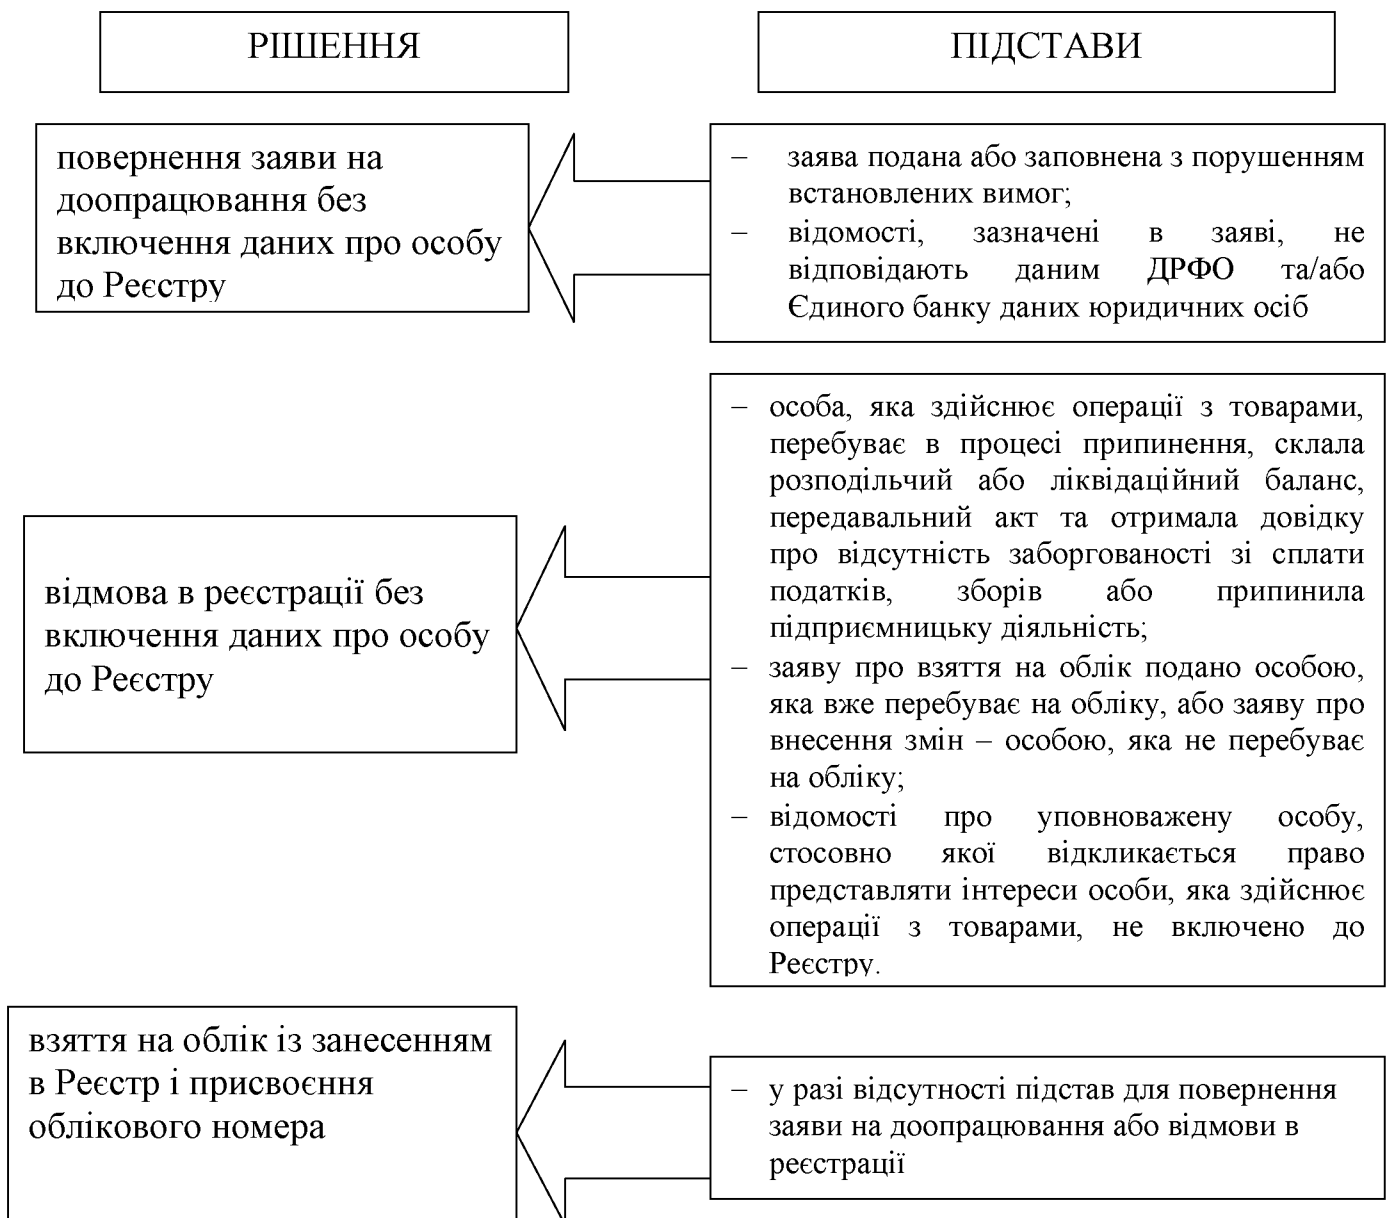 РІШЕННЯ
ПІДСТАВИ
повернення заяви на
доопрацювання без
включення даних про особу
до Реєстру
– заява подана або заповнена з порушенням
встановлених вимог;
– відомості, зазначені в заяві, не
відповідають даним ДРФО та/або
Єдиного банку даних юридичних осіб
відмова в реєстрації без
включення даних про особу
до Реєстру
– особа, яка здійснює операції з товарами,
перебуває в процесі припинення, склала
розподільчий або ліквідаційний баланс,
передавальний акт та отримала довідку
про відсутність заборгованості зі сплати
податків, зборів або припинила
підприємницьку діяльність;
– заяву про взяття на облік подано особою,
яка вже перебуває на обліку, або заяву про
внесення змін – особою, яка не перебуває
на обліку;
– відомості про уповноважену особу,
стосовно якої відкликається право
представляти інтереси особи, яка здійснює
операції з товарами, не включено до
Реєстру.
взяття на облік із занесенням
в Реєстр і присвоєння
облікового номера
– у разі відсутності підстав для повернення
заяви на доопрацювання або відмови в
реєстрації